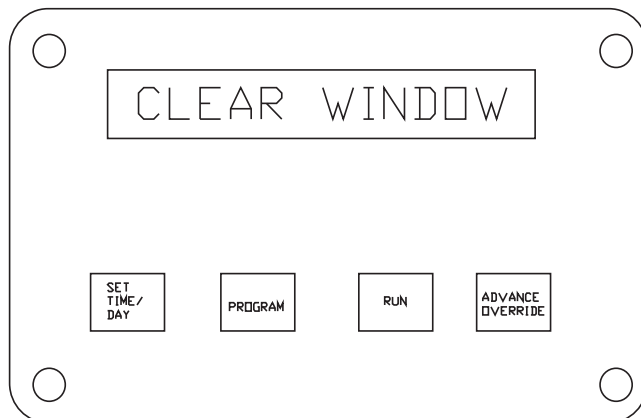 CLEAR WINDOW
SET
TIME/
DAY
PROGRAM
RUN
ADVANCE
OVERRIDE